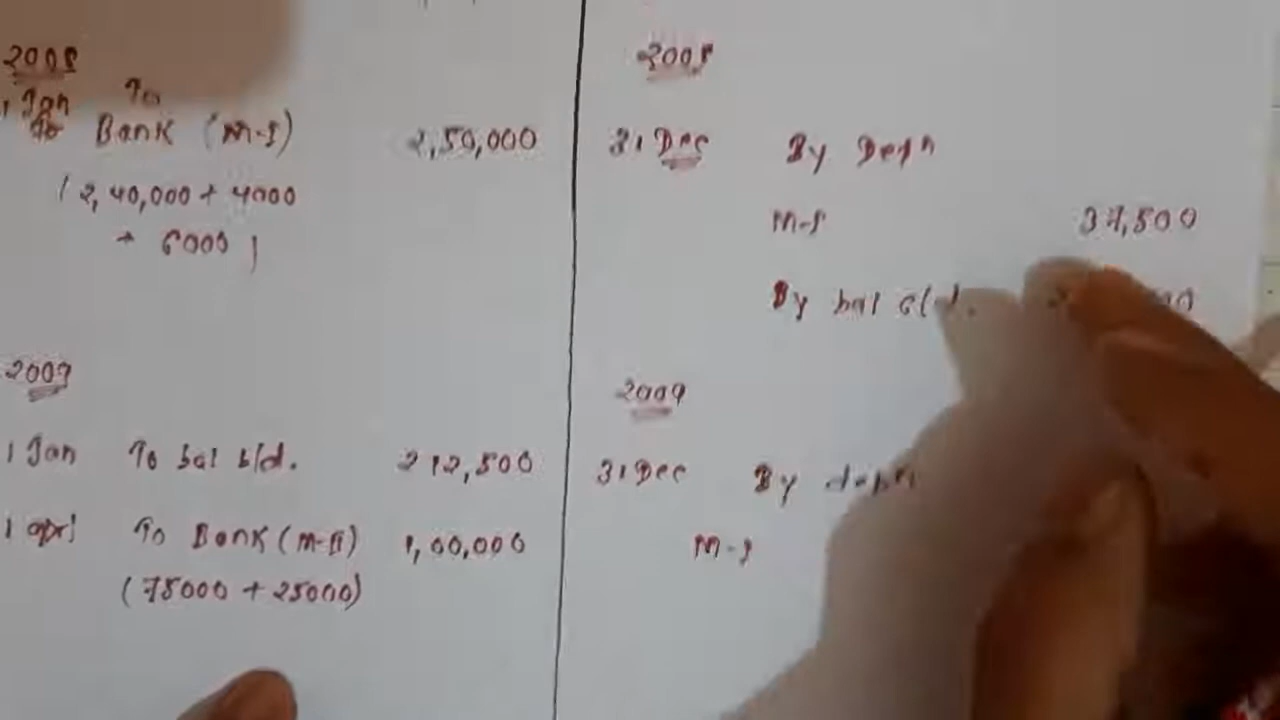 2008
1 Jan To
Bank (M-I) 2,50,000
(2,40,000 + 4000
+ 6000)
2009
1 Jan To bal b/d. 212,500
1 apri To Bank (M-II) 1,00,000
(75000 + 25000)
2008
31 Dec By Depn
M-I 37,500
By bal c/d.
2009
31 Dec By depn
M-I